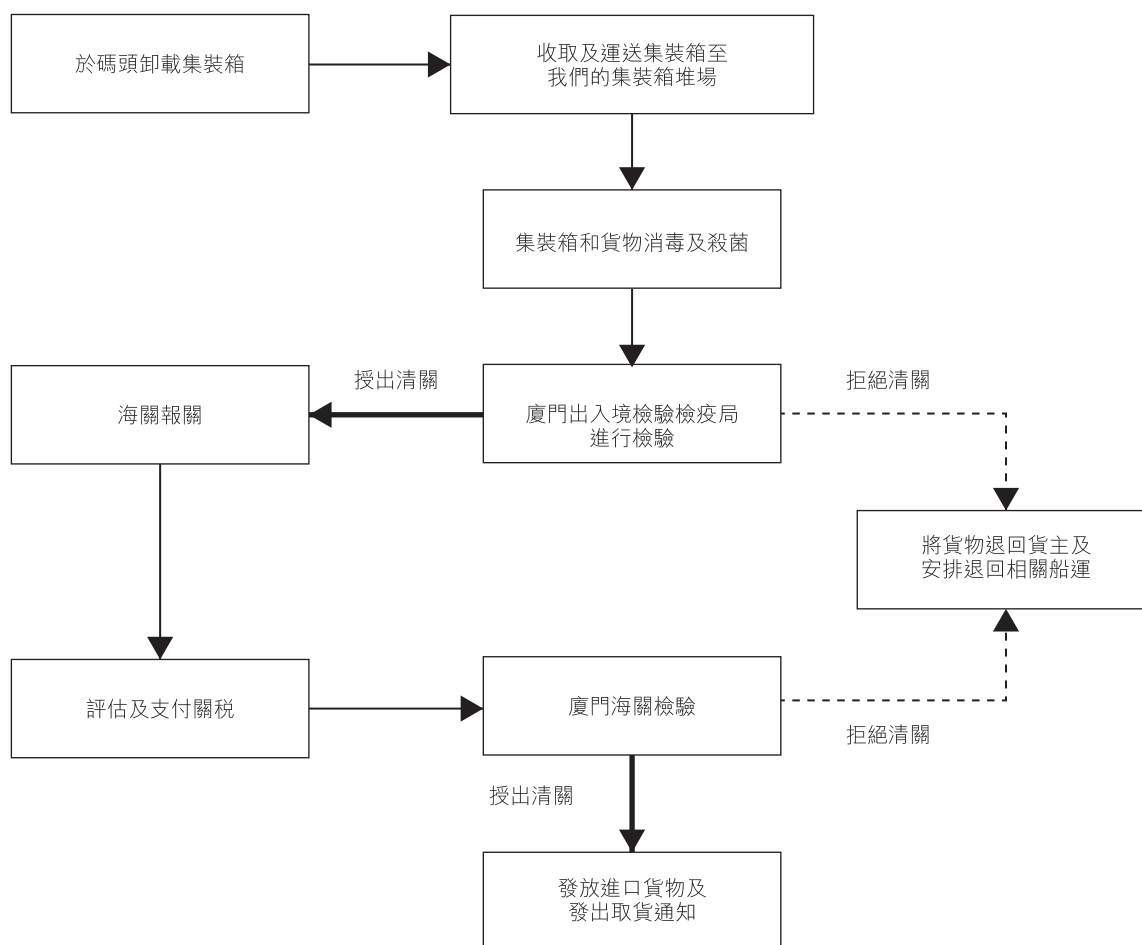 於碼頭卸載集裝箱
收取及運送集裝箱至
我們的集裝箱堆場
集裝箱和貨物消毒及殺菌
授出清關
拒絕清關
海關報關
廈門出入境檢驗檢疫局
進行檢驗
將貨物退回貨主及
安排退回相關船運
評估及支付關税
廈門海關檢驗
拒絕清關
授出清關
發放進口貨物及
發出取貨通知